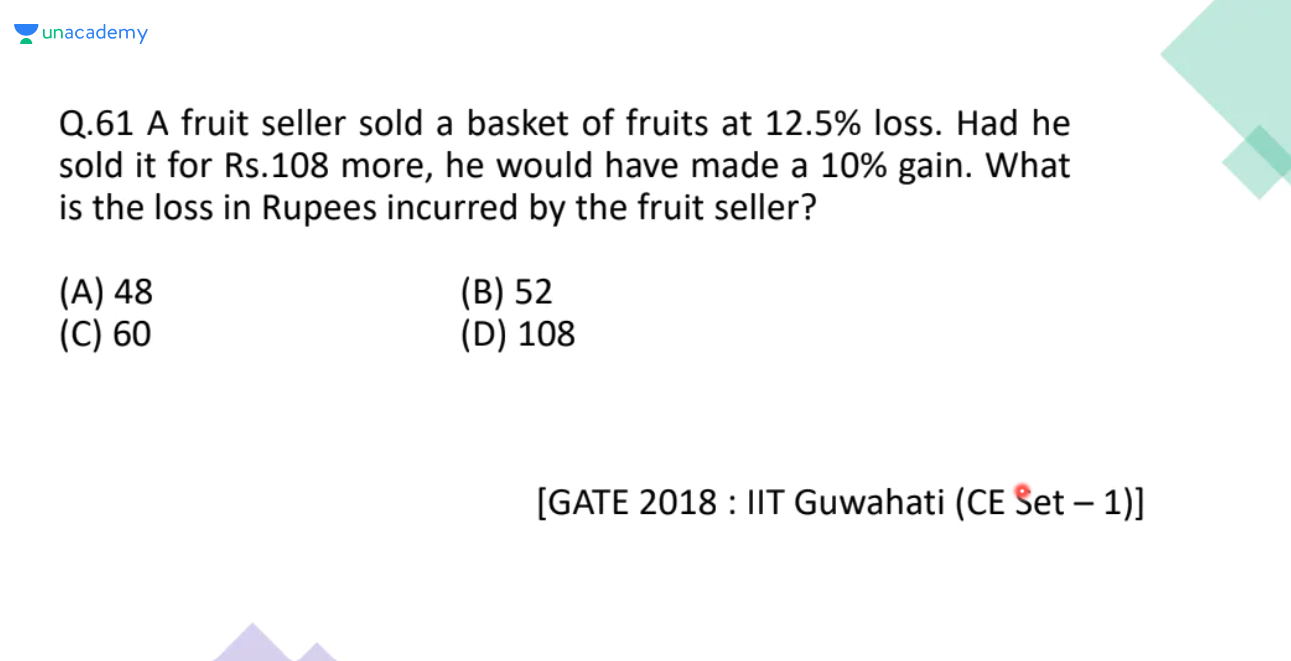 unacademy
Q.61 A fruit seller sold a basket of fruits at 12.5% loss. Had he
sold it for Rs.108 more, he would have made a 10% gain. What
is the loss in Rupees incurred by the fruit seller?
(A) 48 (B) 52
(C) 60 (D) 108
[GATE 2018 : IIT Guwahati (CE Set – 1)]